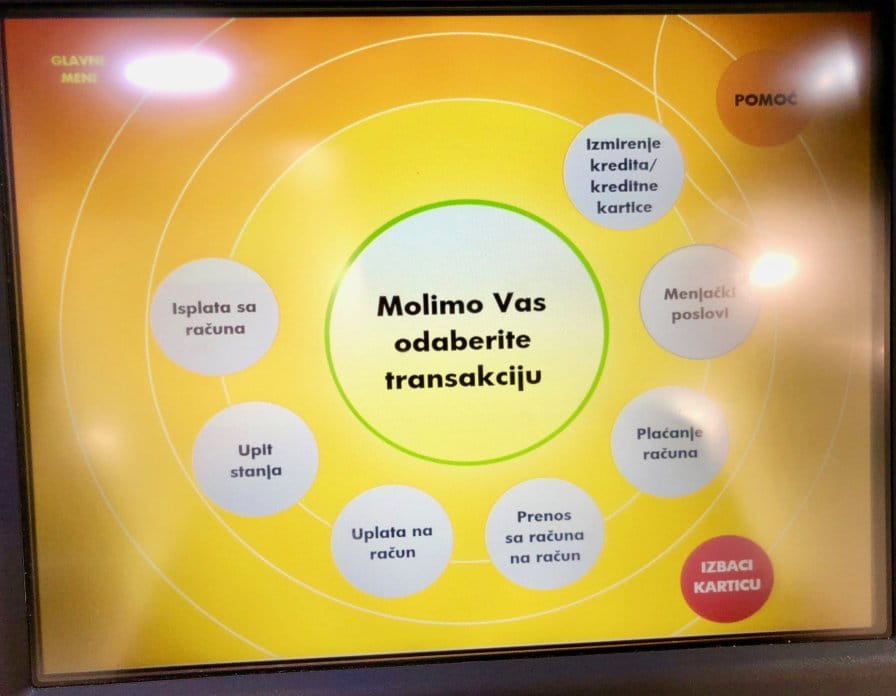 GLAVNI
MENI
POMOĆ
Izmirenje
kredita/
kreditne
kartice
Menjački
poslovi
Plaćanje
računa
Prenos
sa računa
na račun
Uplata na
račun
Upit
stanja
Isplata sa
računa
Molimo Vas
odaberite
transakciju
IZBACI
KARTICU